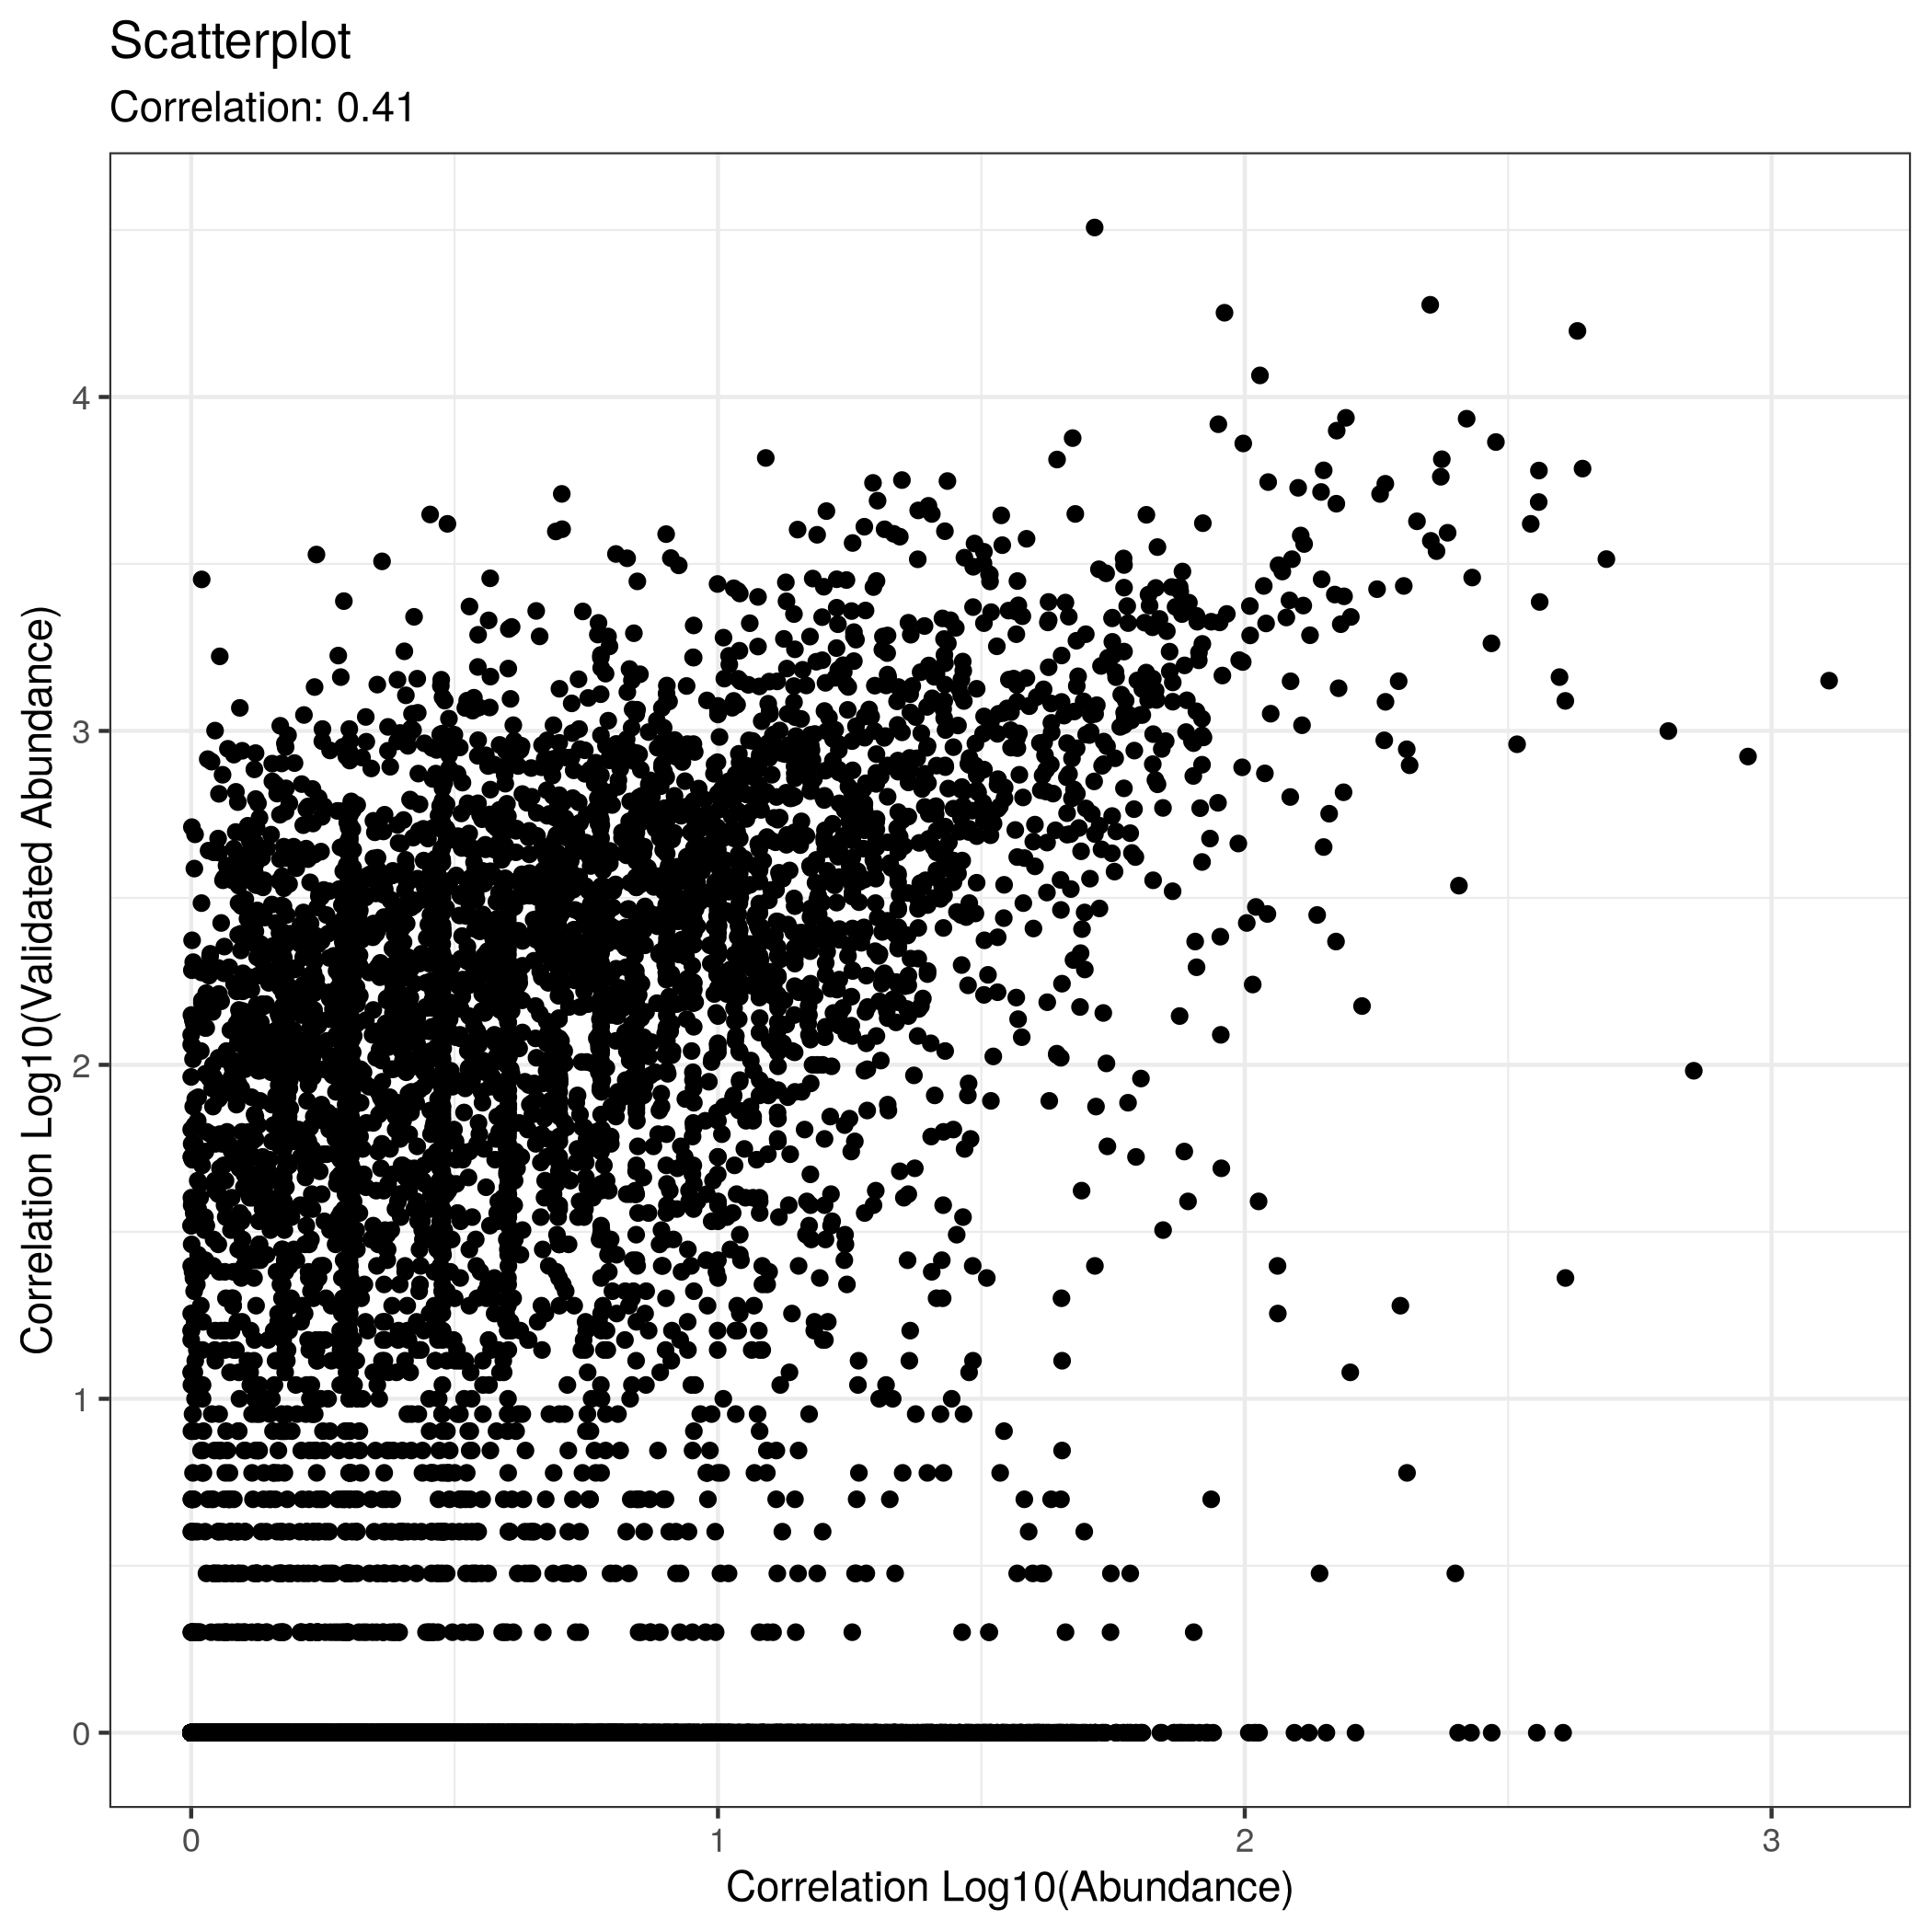 Scatterplot
Correlation: 0.41
Correlation Log10(Validated Abundance)
4
3
2
1
0
0 1 2 3
Correlation Log10(Abundance)